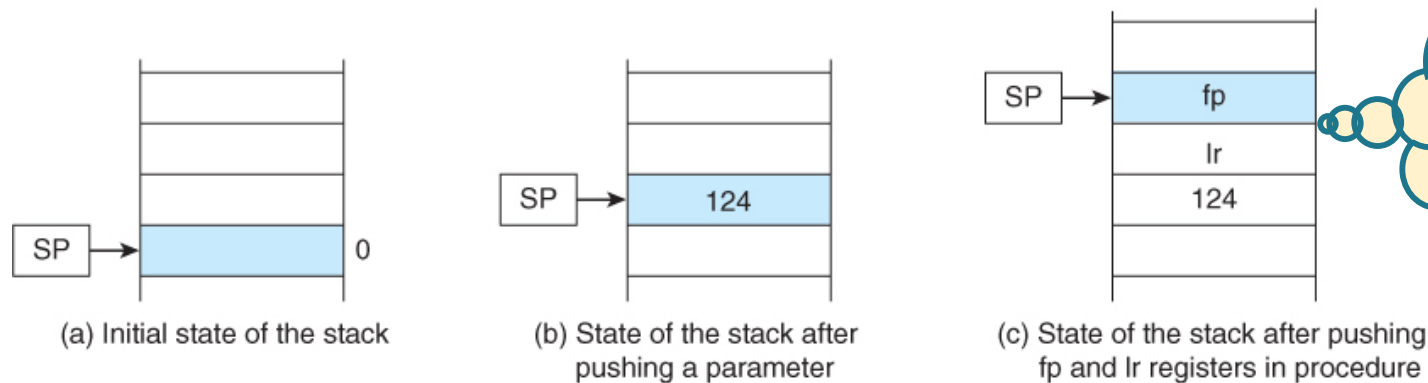 SP
0
(a) Initial state of the stack
SP
124
(b) State of the stack after
pushing a parameter
SP
fp
lr
124
(c) State of the stack after pushing
fp and lr registers in procedure